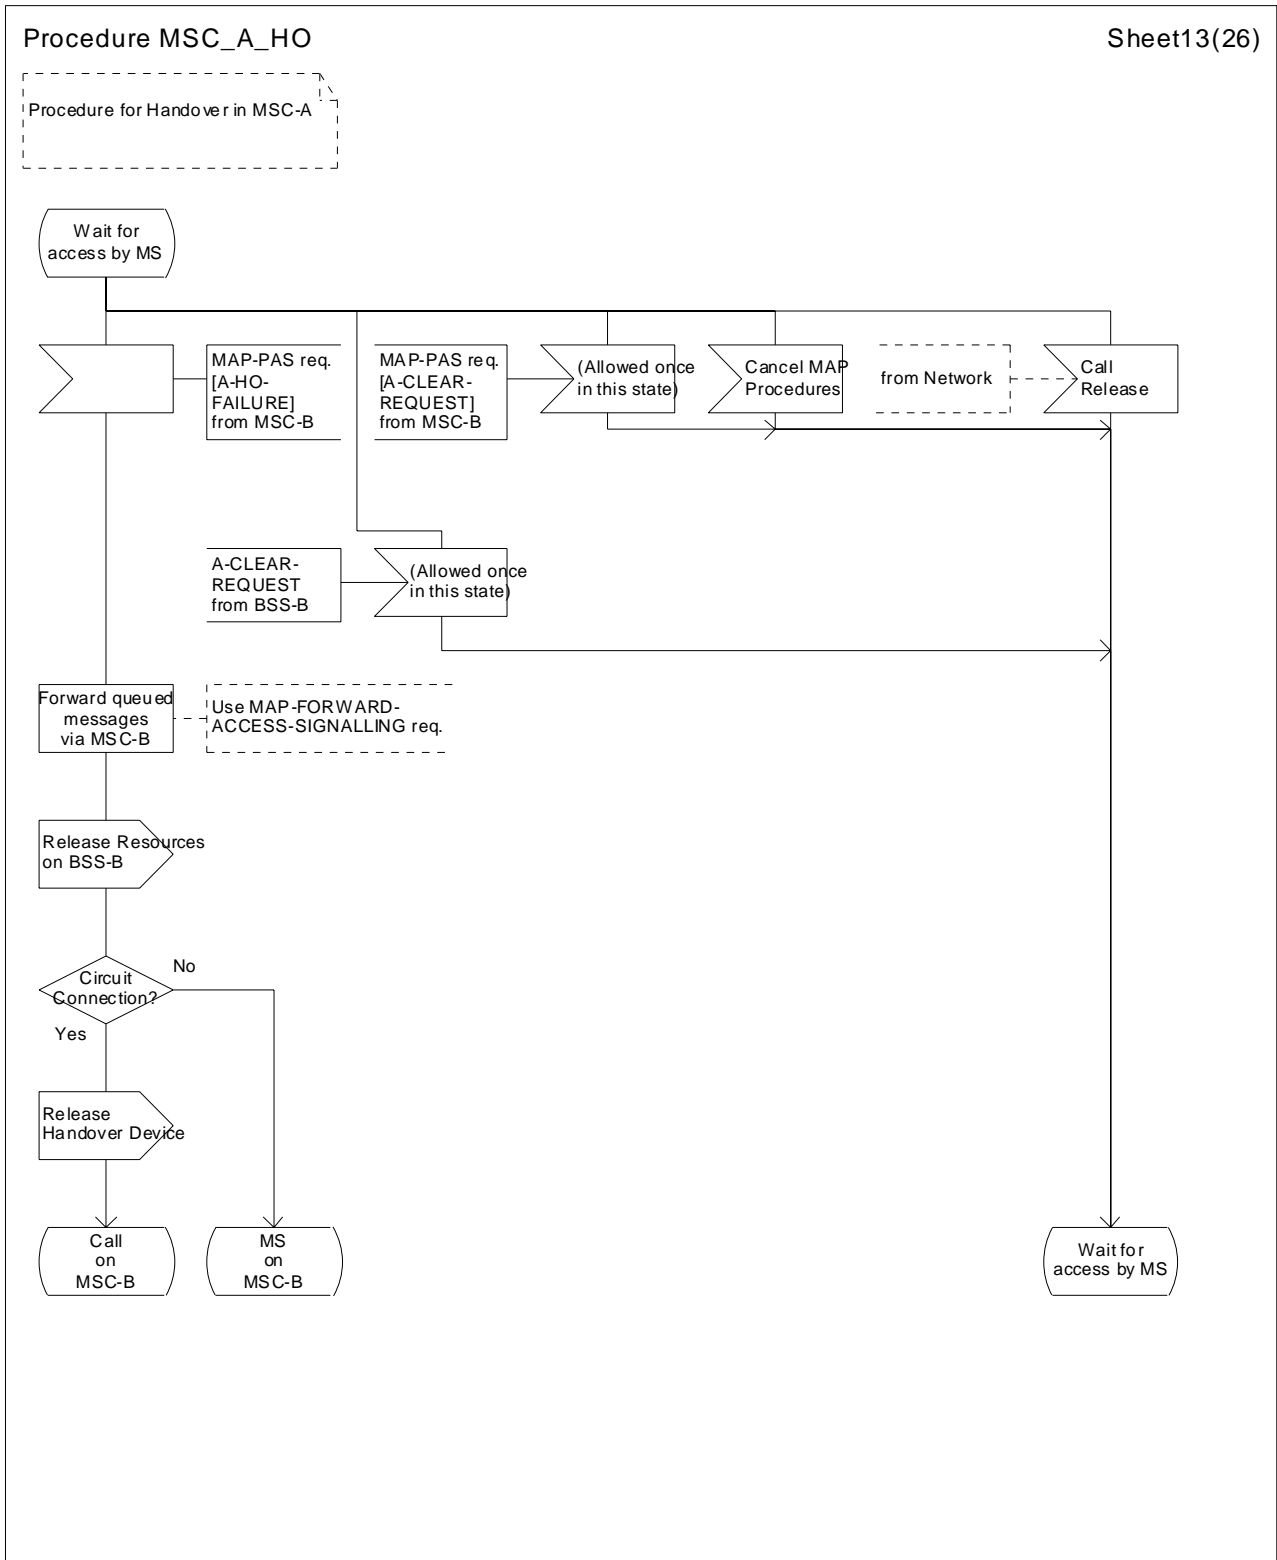 Procedure MSC_A_HO
Sheet13(26)
Procedure for Handover in MSC-A
Wait for
access by MS
MAP-PAS req.
[A-HO-
FAILURE]
from MSC-B
MAP-PAS req.
[A-CLEAR-
REQUEST]
from MSC-B
(Allowed once
in this state)
Cancel MAP
Procedures
from Network
Call
Release
A-CLEAR-
REQUEST
from BSS-B
(Allowed once
in this state)
Forward queued
messages
via MSC-B
Use MAP-FORWARD-
ACCESS-SIGNALLING req.
Release Resources
on BSS-B
Circuit
Connection?
No
Yes
Release
Handover Device
Call
on
MSC-B
MS
on
MSC-B
Wait for
access by MS